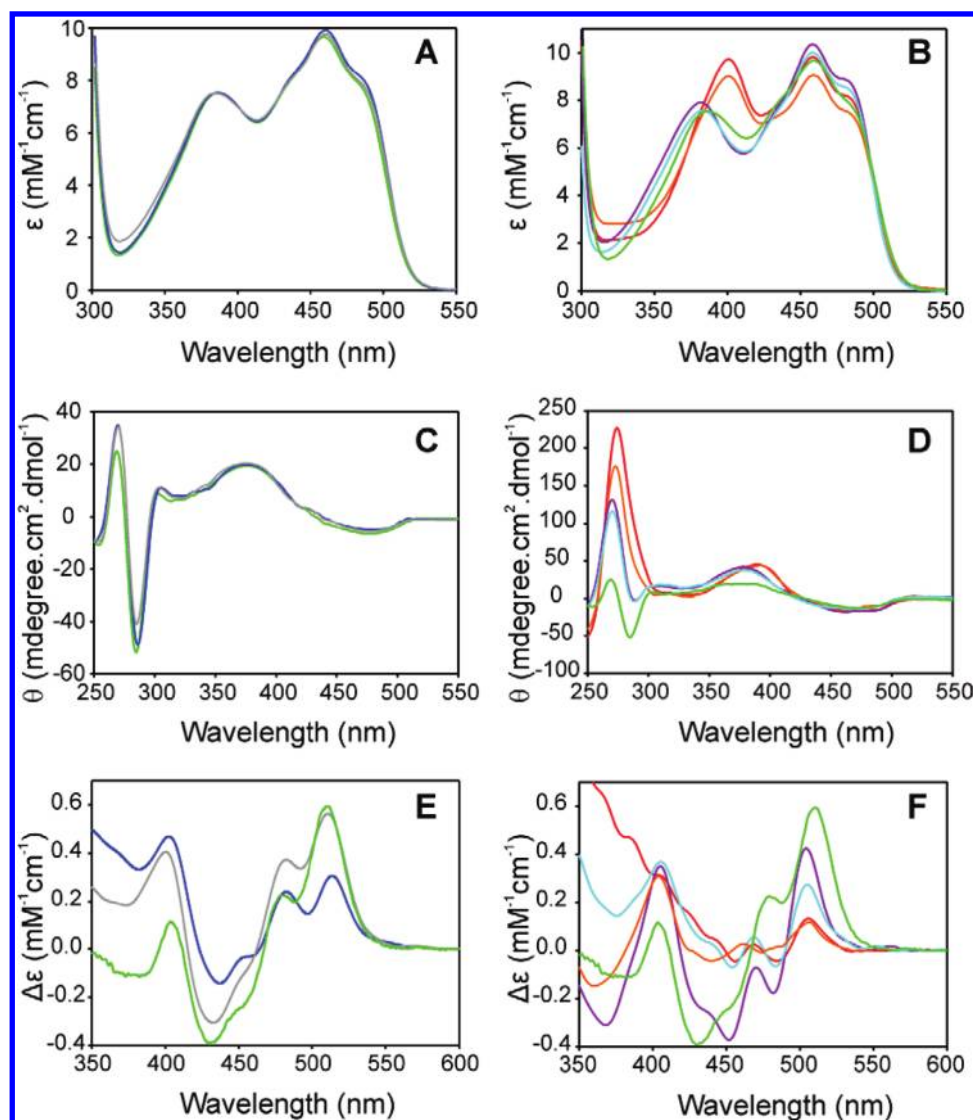 A
ε (mM⁻¹cm⁻¹)
10
8
6
4
2
0
300 350 400 450 500 550
Wavelength (nm)
B
ε (mM⁻¹cm⁻¹)
10
8
6
4
2
0
300 350 400 450 500 550
Wavelength (nm)
C
θ (mdegree.cm².dmol⁻¹)
40
20
0
-20
-40
-60
250 300 350 400 450 500 550
Wavelength (nm)
D
θ (mdegree.cm².dmol⁻¹)
250
200
150
100
50
0
-50
-100
250 300 350 400 450 500 550
Wavelength (nm)
E
Δε (mM⁻¹cm⁻¹)
0.6
0.4
0.2
0.0
-0.2
-0.4
350 400 450 500 550 600
Wavelength (nm)
F
Δε (mM⁻¹cm⁻¹)
0.6
0.4
0.2
0.0
-0.2
-0.4
350 400 450 500 550 600
Wavelength (nm)